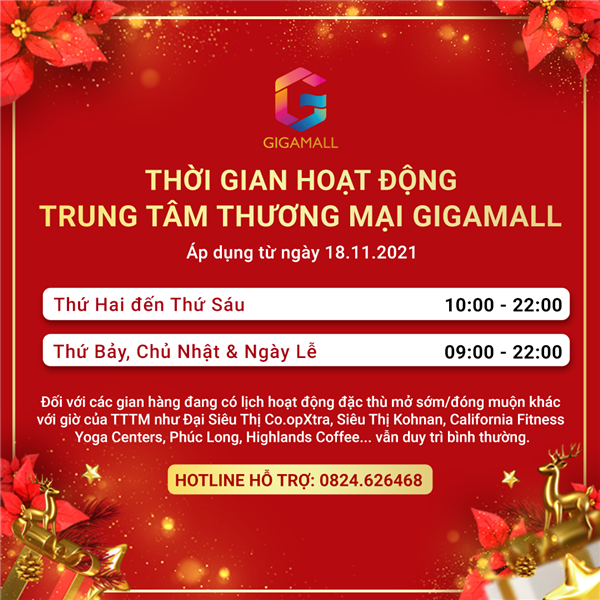 GIGAMALL
THỜI GIAN HOẠT ĐỘNG
TRUNG TÂM THƯƠNG MẠI GIGAMALL
Áp dụng từ ngày 18.11.2021
Thứ Hai đến Thứ Sáu 10:00 - 22:00
Thứ Bảy, Chủ Nhật & Ngày Lễ 09:00 - 22:00
Đối với các gian hàng đang có lịch hoạt động đặc thù mở sớm/đóng muộn khác
với giờ của TTTM như Đại Siêu Thị Co.opXtra, Siêu Thị Kohnan, California Fitness
Yoga Centers, Phúc Long, Highlands Coffee... vẫn duy trì bình thường.
HOTLINE HỖ TRỢ: 0824.626468